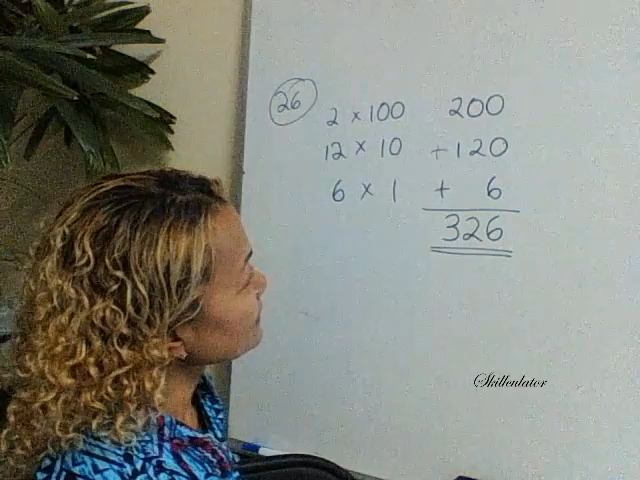 26
2 x 100 200
12 x 10 +120
6 x 1 + 6
326
Skillculator